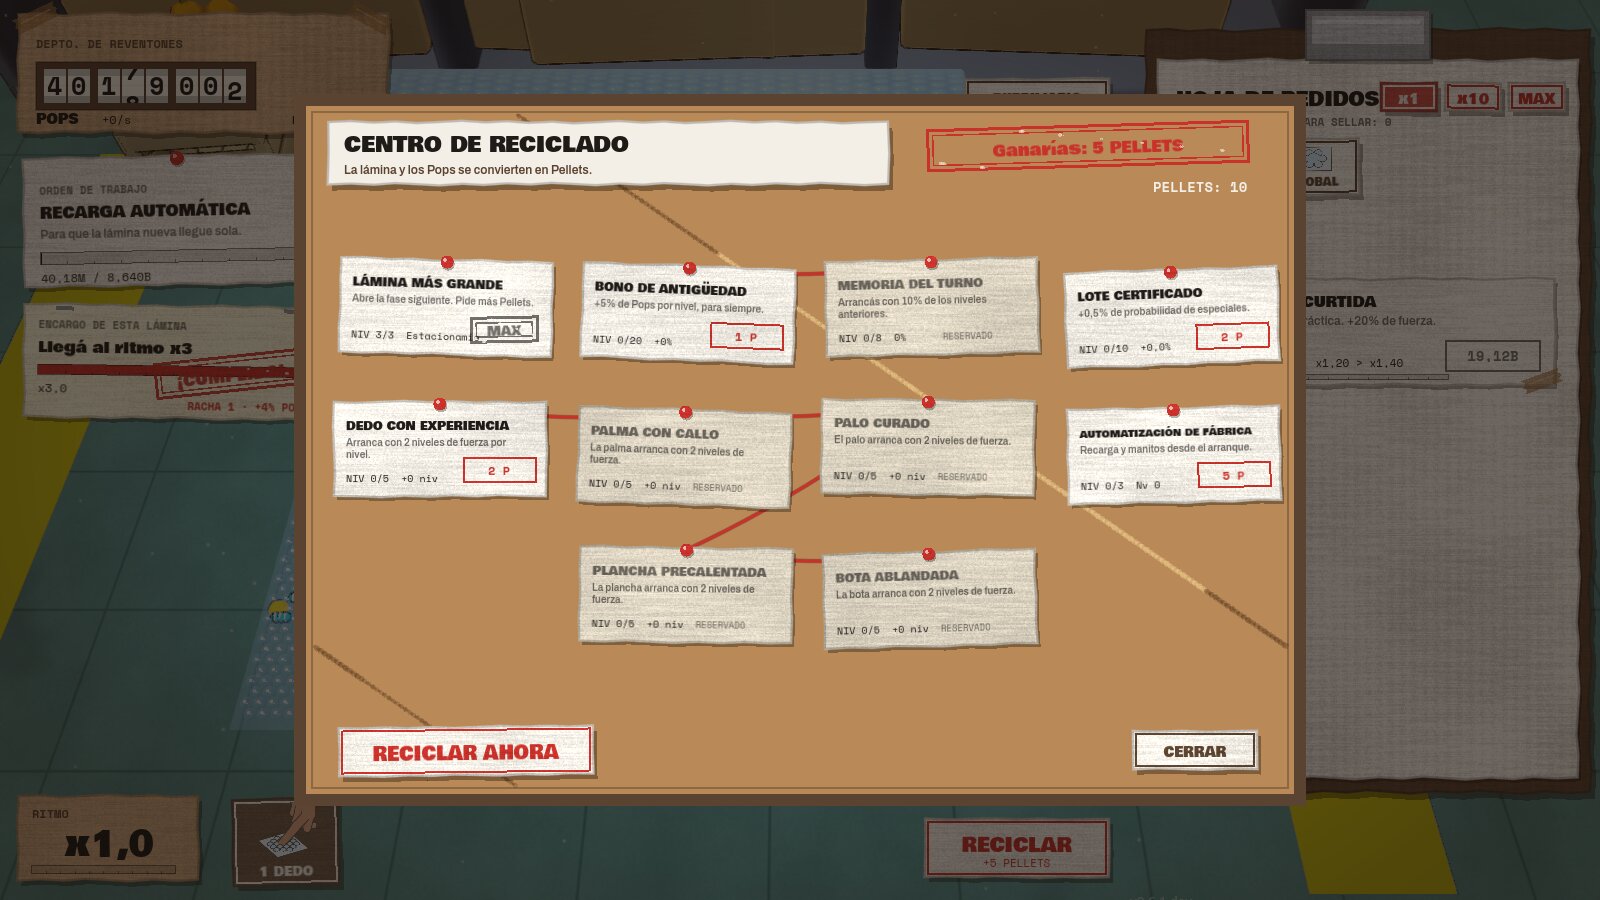 DEPTO. DE REVENTONES
POPS +0/s
ORDEN DE TRABAJO
RECARGA AUTOMÁTICA
Para que la lámina nueva llegue sola.
40.18M / 8.640B
ENCARGO DE ESTA LÁMINA
Llegá al ritmo x3
x3.0
RACHA 1 · +4% PO
CENTRO DE RECICLADO
La lámina y los Pops se convierten en Pellets.
Ganarías: 5 PELLETS
PELLETS: 10
LÁMINA MÁS GRANDE
Abre la fase siguiente. Pide más Pellets.
NIV 3/3
MAX
BONO DE ANTIGÜEDAD
+5% de Pops por nivel, para siempre.
NIV 0/20 +0%
1 P
MEMORIA DEL TURNO
Arrancás con 10% de los niveles
anteriores.
NIV 0/8 0% RESERVADO
LOTE CERTIFICADO
+0,5% de probabilidad de especiales.
NIV 0/10 +0,0%
2 P
DEDO CON EXPERIENCIA
Arranca con 2 niveles de fuerza por
nivel.
NIV 0/5 +0 niv
2 P
PALMA CON CALLO
La palma arranca con 2 niveles de
fuerza.
NIV 0/5 +0 niv RESERVADO
PALO CURADO
El palo arranca con 2 niveles de fuerza.
NIV 0/5 +0 niv RESERVADO
AUTOMATIZACIÓN DE FÁBRICA
Recarga y manitos desde el arranque.
NIV 0/3 Nv 0
5 P
PLANCHA PRECALENTADA
La plancha arranca con 2 niveles de
fuerza.
NIV 0/5 +0 niv RESERVADO
BOTA ABLANDADA
La bota arranca con 2 niveles de fuerza.
NIV 0/5 +0 niv RESERVADO
RECICLAR AHORA
CERRAR
PEDIDOS
x1
x10
MAX
ARA SELLAR: 0
OBAL
CURTIDA
ráctica. +20% de fuerza.
x1,20 > x1,40
19,12B
RITMO
x1,0
1 DEDO
RECICLAR
+5 PELLETS